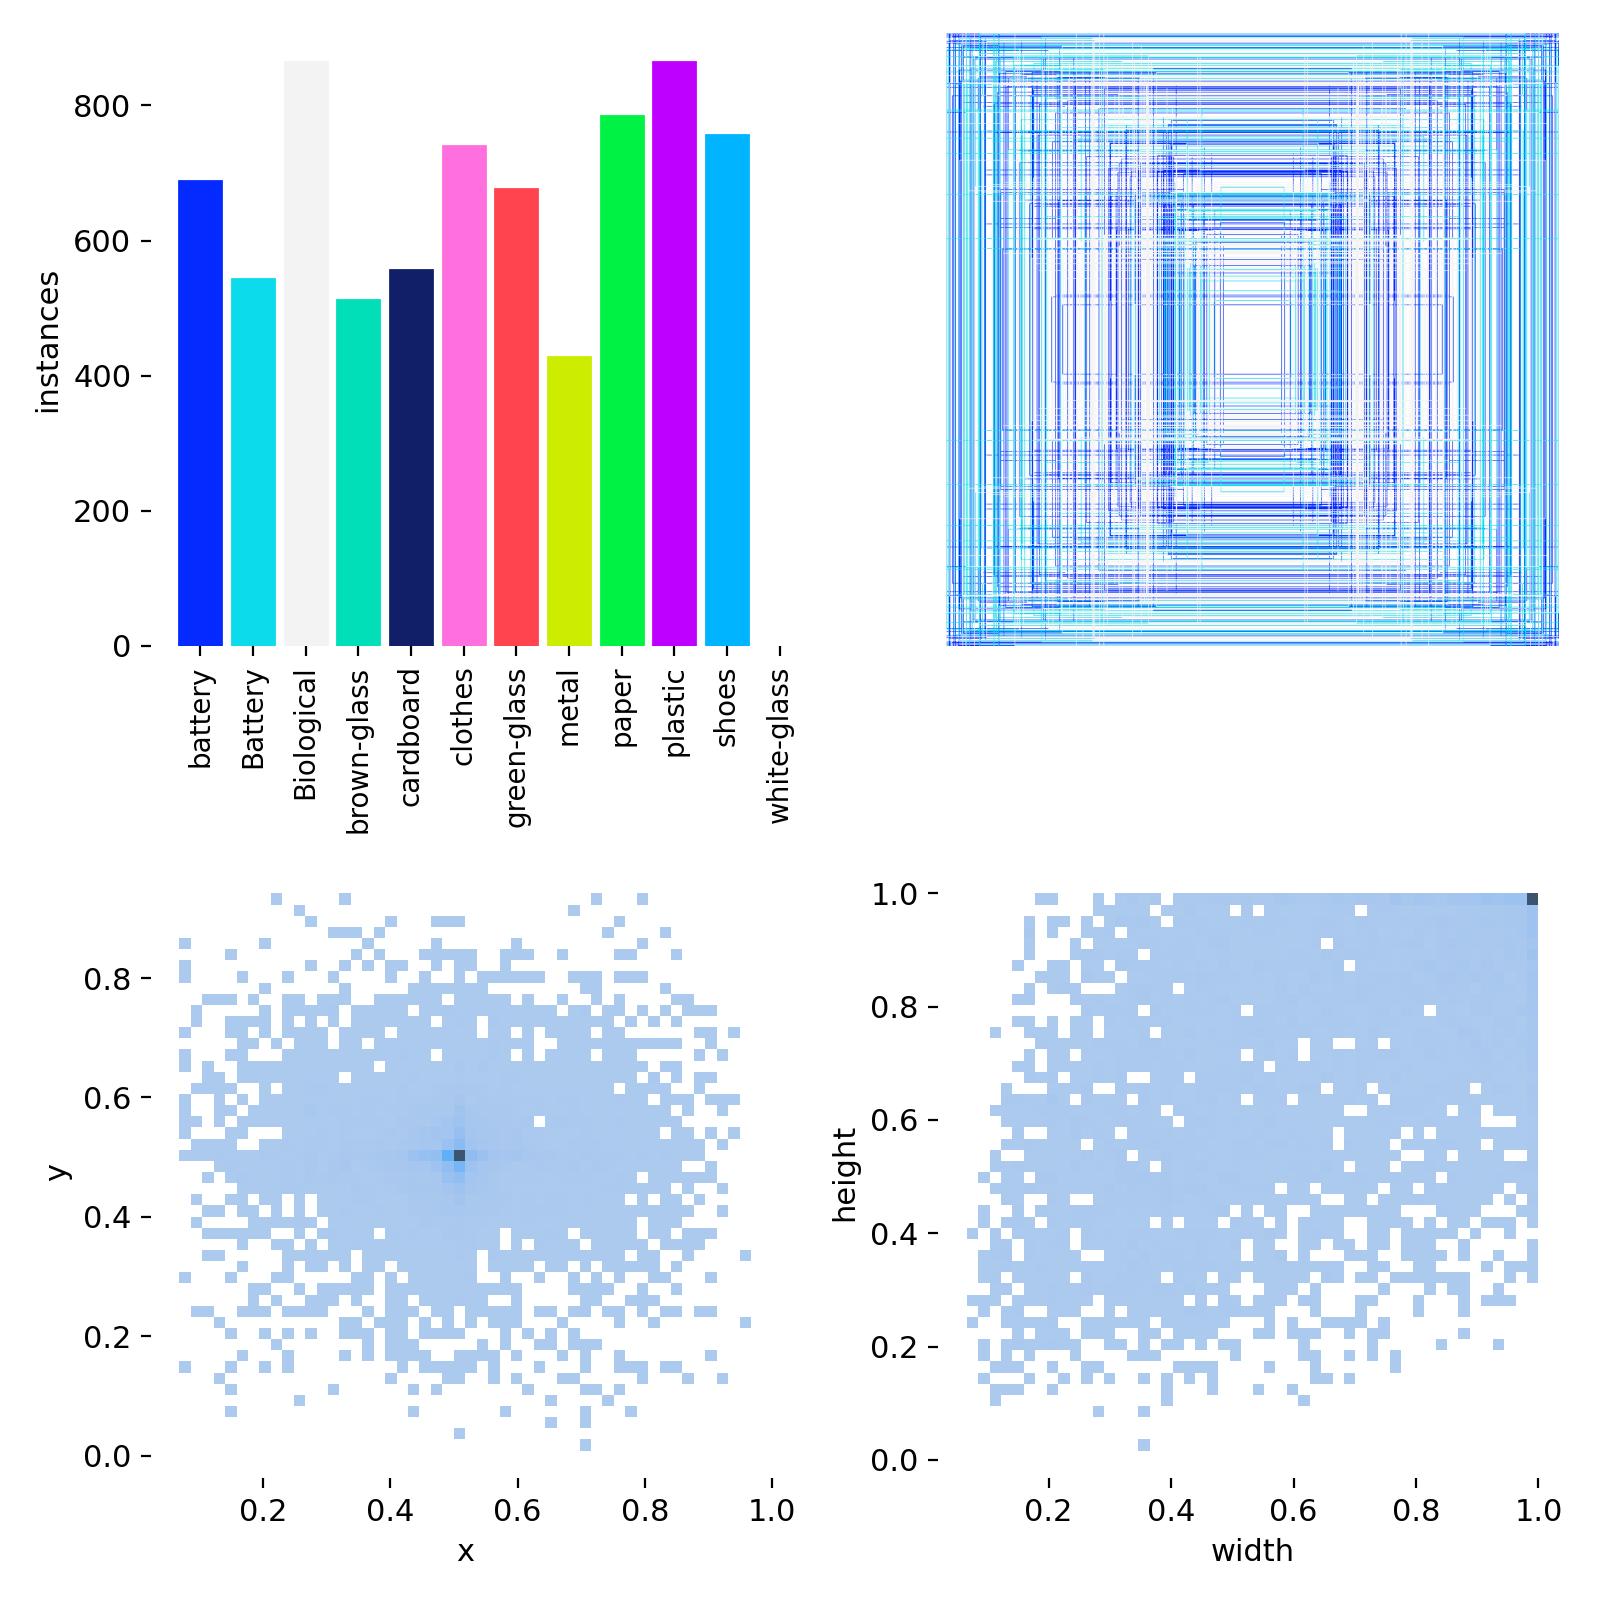 instances
800
600
400
200
0
battery
Battery
Biological
brown-glass
cardboard
clothes
green-glass
metal
paper
plastic
shoes
white-glass
y
0.8
0.6
0.4
0.2
0.0
0.2 0.4 0.6 0.8 1.0
x
height
1.0
0.8
0.6
0.4
0.2
0.0
0.2 0.4 0.6 0.8 1.0
width